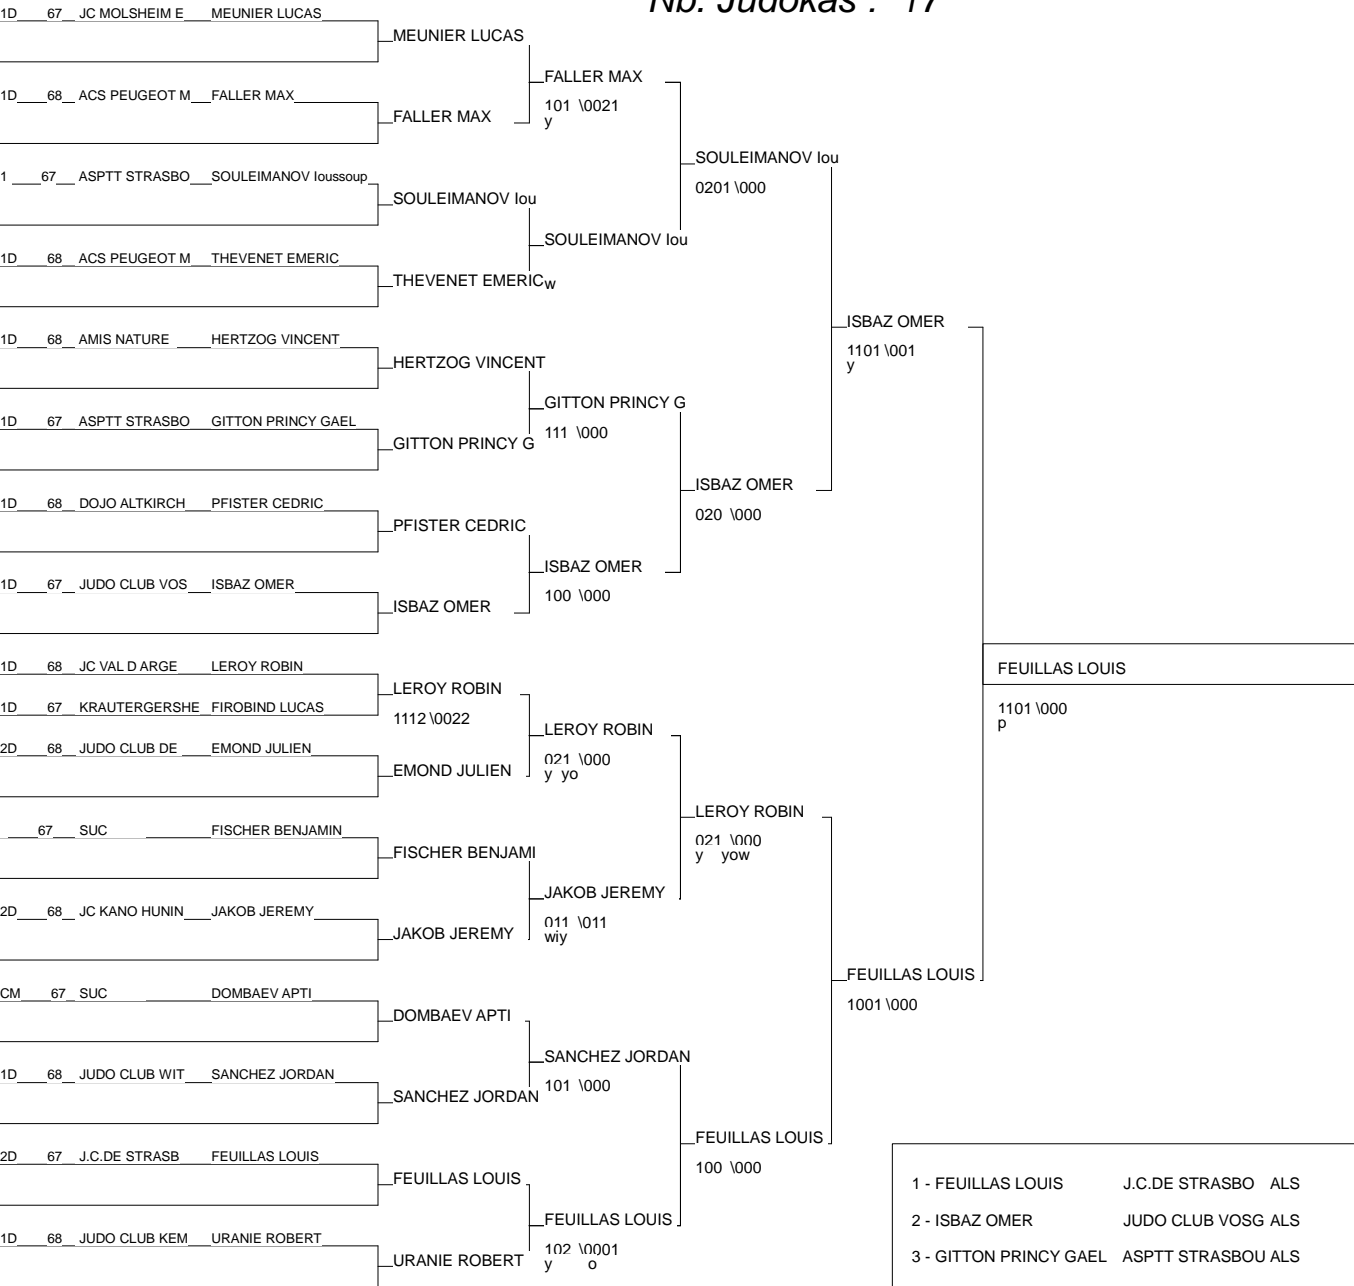 Nb. Judokas : 17
1D 67 JC MOLSHEIM E MEUNIER LUCAS
MEUNIER LUCAS
FALLER MAX
101 \0021
y
1D 68 ACS PEUGEOT M FALLER MAX
FALLER MAX
SOULEIMANOV Iou
0201 \000
1 67 ASPTT STRASBO SOULEIMANOV Ioussoup
SOULEIMANOV Iou
SOULEIMANOV Iou
w
1D 68 ACS PEUGEOT M THEVENET EMERIC
THEVENET EMERIC
ISBAZ OMER
1101 \001
y
1D 68 AMIS NATURE HERTZOG VINCENT
HERTZOG VINCENT
GITTON PRINCY G
111 \000
1D 67 ASPTT STRASBO GITTON PRINCY GAEL
GITTON PRINCY G
ISBAZ OMER
020 \000
1D 68 DOJO ALTKIRCH PFISTER CEDRIC
PFISTER CEDRIC
ISBAZ OMER
100 \000
1D 67 JUDO CLUB VOS ISBAZ OMER
ISBAZ OMER
FEUILLAS LOUIS
1101 \000
p
1D 68 JC VAL D ARGE LEROY ROBIN
LEROY ROBIN
1112 \0022
1D 67 KRAUTERGERSHE FIROBIND LUCAS
LEROY ROBIN
021 \000
y yo
2D 68 JUDO CLUB DE EMOND JULIEN
EMOND JULIEN
LEROY ROBIN
021 \000
y yow
67 SUC FISCHER BENJAMIN
FISCHER BENJAMI
JAKOB JEREMY
011 \011
wiy
2D 68 JC KANO HUNIN JAKOB JEREMY
JAKOB JEREMY
FEUILLAS LOUIS
1001 \000
CM 67 SUC DOMBAEV APTI
DOMBAEV APTI
SANCHEZ JORDAN
101 \000
1D 68 JUDO CLUB WIT SANCHEZ JORDAN
SANCHEZ JORDAN
FEUILLAS LOUIS
100 \000
2D 67 J.C.DE STRASB FEUILLAS LOUIS
FEUILLAS LOUIS
FEUILLAS LOUIS
102 \0001
y o
1D 68 JUDO CLUB KEM URANIE ROBERT
URANIE ROBERT
1 - FEUILLAS LOUIS J.C.DE STRASBO ALS
2 - ISBAZ OMER JUDO CLUB VOSG ALS
3 - GITTON PRINCY GAEL ASPTT STRASBOU ALS